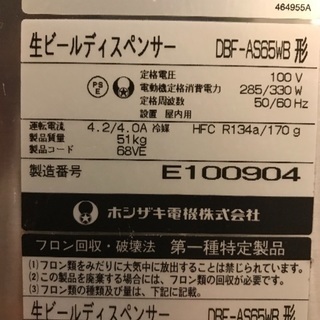 464955A
生ビールディスペンサー DBF-AS65WB 形
定格電圧 100 V
電動機定格消費電力 285/330 W
定格周波数 50/60 Hz
設置 屋内用
運転電流 4.2/4.0A 冷媒 HFC R134a/170 g
製品質量 51kg
製品コード 68VE
製造番号 E100904
ホシザキ電機株式会社
フロン回収・破壊法 第一種特定製品
(1)フロン類をみだりに大気中に放出することは禁じられています。
(2)この製品を廃棄する場合には、フロン類の回収が必要です。
(3)フロン類の種類及び量は、下記に記載。
生ビールディスペンサー DBF-AS65WB 形